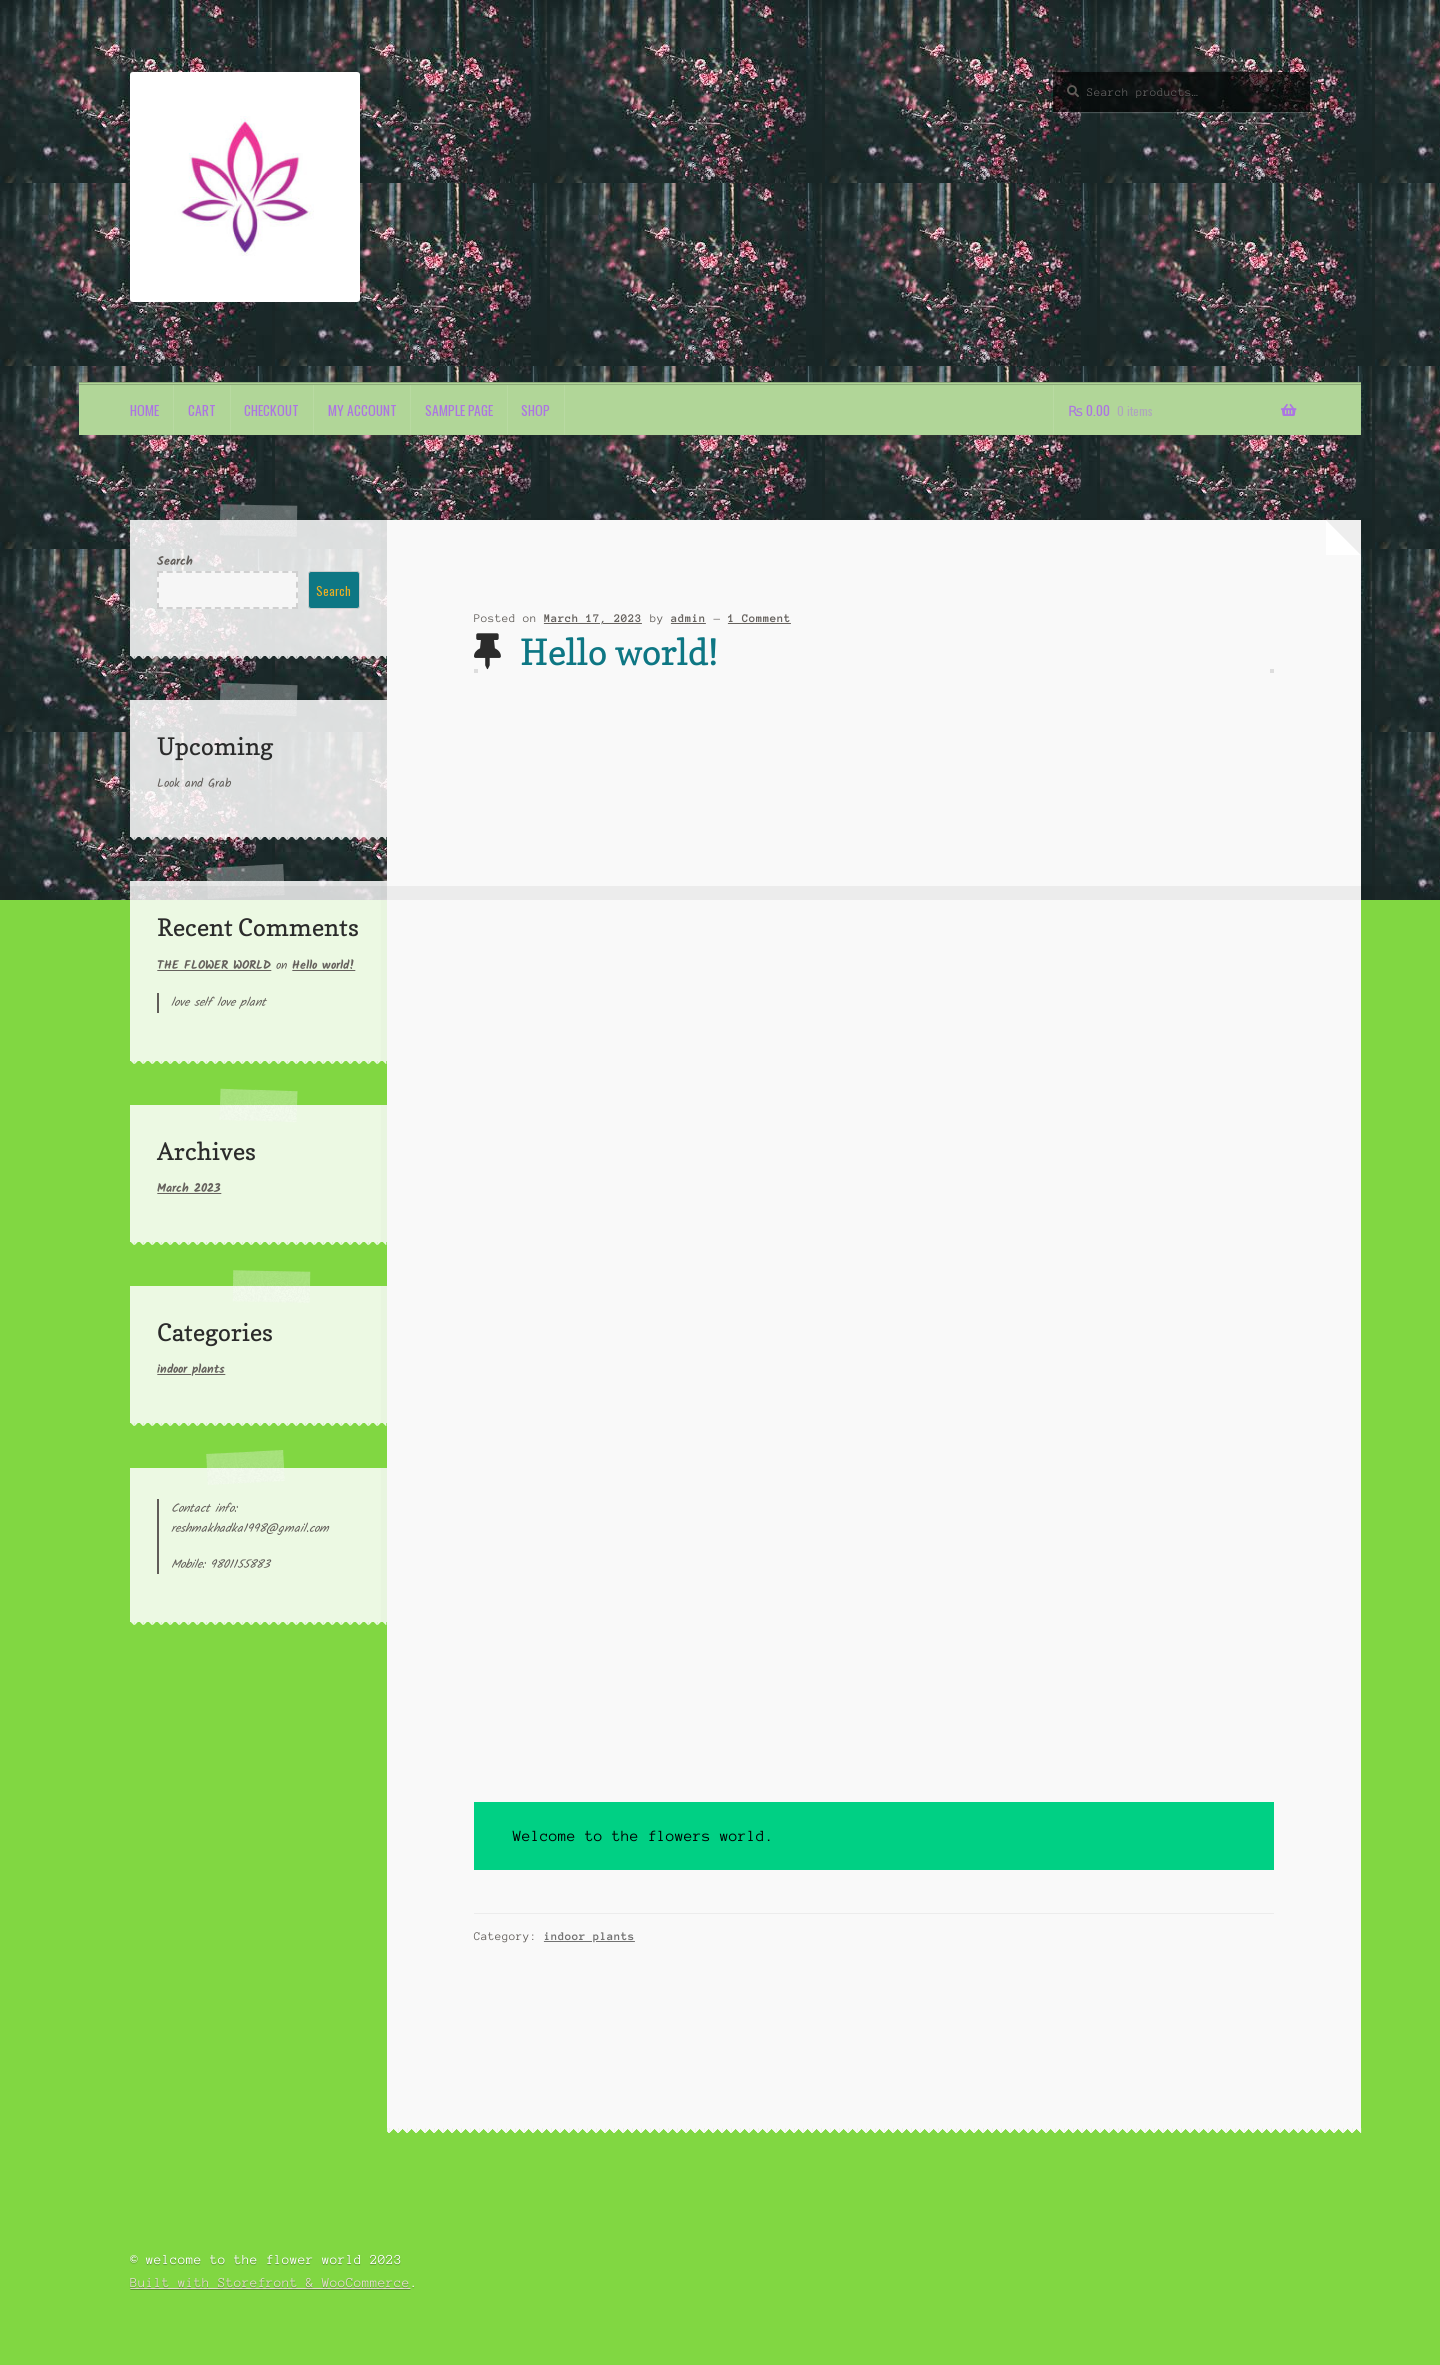 Search products…
HOME CART CHECKOUT MY ACCOUNT SAMPLE PAGE SHOP ₨ 0.00 0 items
Search
Search
Upcoming
Look and Grab
Recent Comments
THE FLOWER WORLD on Hello world!
love self love plant
Archives
March 2023
Categories
indoor plants
Contact info:
reshmakhadka1998@gmail.com
Mobile: 9801155883
Posted on March 17, 2023 by admin — 1 Comment
Hello world!
Welcome to the flowers world.
Category: indoor plants
© welcome to the flower world 2023
Built with Storefront & WooCommerce.